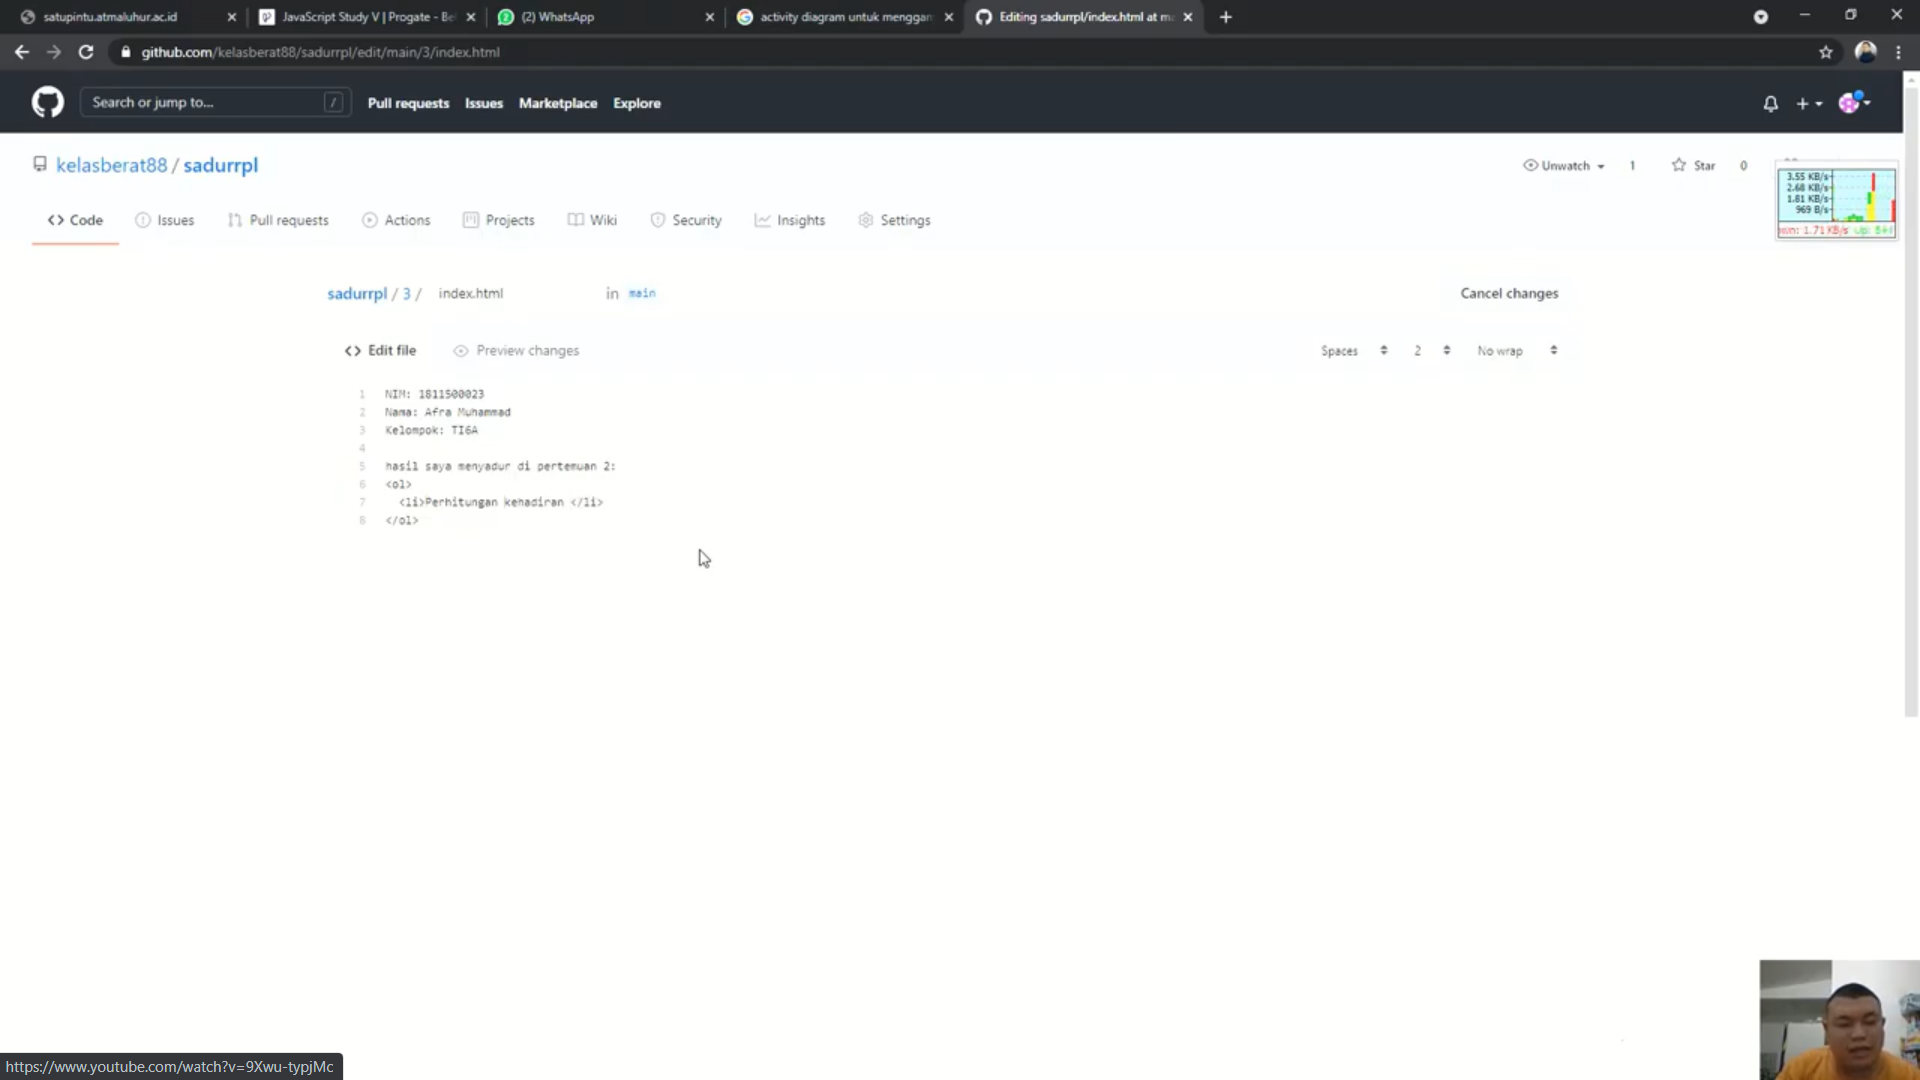 satupintu.atmaluhur.ac.id
JavaScript Study V | Progate - Be
(2) WhatsApp
activity diagram untuk menggam
Editing sadurrpl/index.html at ma
github.com/kelasberat88/sadurrpl/edit/main/3/index.html
Search or jump to... /
Pull requests Issues Marketplace Explore
kelasberat88 / sadurrpl
Unwatch 1 Star 0
3.55 KB/s
2.68 KB/s
1.81 KB/s
969 B/s
wn: 1.71 KB/s Up:
Code Issues Pull requests Actions Projects Wiki Security Insights Settings
sadurrpl / 3 / index.html in main
Cancel changes
<> Edit file Preview changes
Spaces 2 No wrap
1 NIM: 1811500023
2 Nama: Afra Muhammad
3 Kelompok: TI6A
4
5 hasil saya menyadur di pertemuan 2:
6 <ol>
7 <li>Perhitungan kehadiran </li>
8 </ol>
https://www.youtube.com/watch?v=9Xwu-typjMc